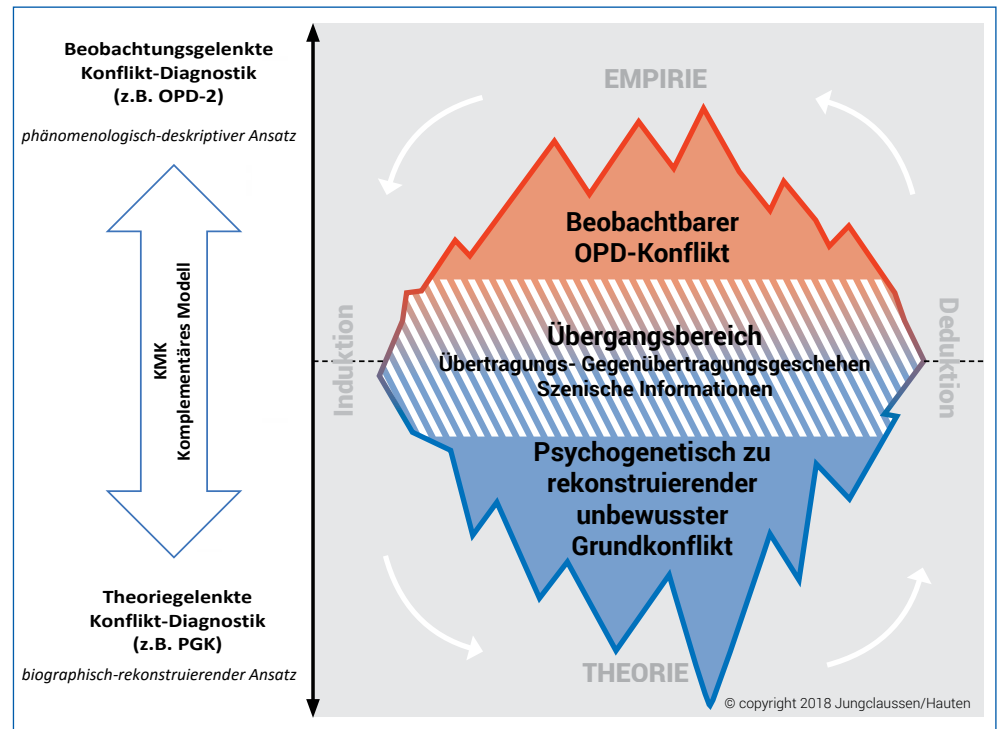 Beobachtungsgelenkte
Konflikt-Diagnostik
(z.B. OPD-2)
phänomenologisch-deskriptiver Ansatz
KMK
Komplementäres Modell
Theoriegelenkte
Konflikt-Diagnostik
(z.B. PGK)
biographisch-rekonstruierender Ansatz
EMPIRIE
Beobachtbarer
OPD-Konflikt
Induktion
Übergangsbereich
Übertragungs- Gegenübertragungsgeschehen
Szenische Informationen
Deduktion
Psychogenetisch zu
rekonstruierender
unbewusster
Grundkonflikt
THEORIE
© copyright 2018 Jungclaussen/Hauten